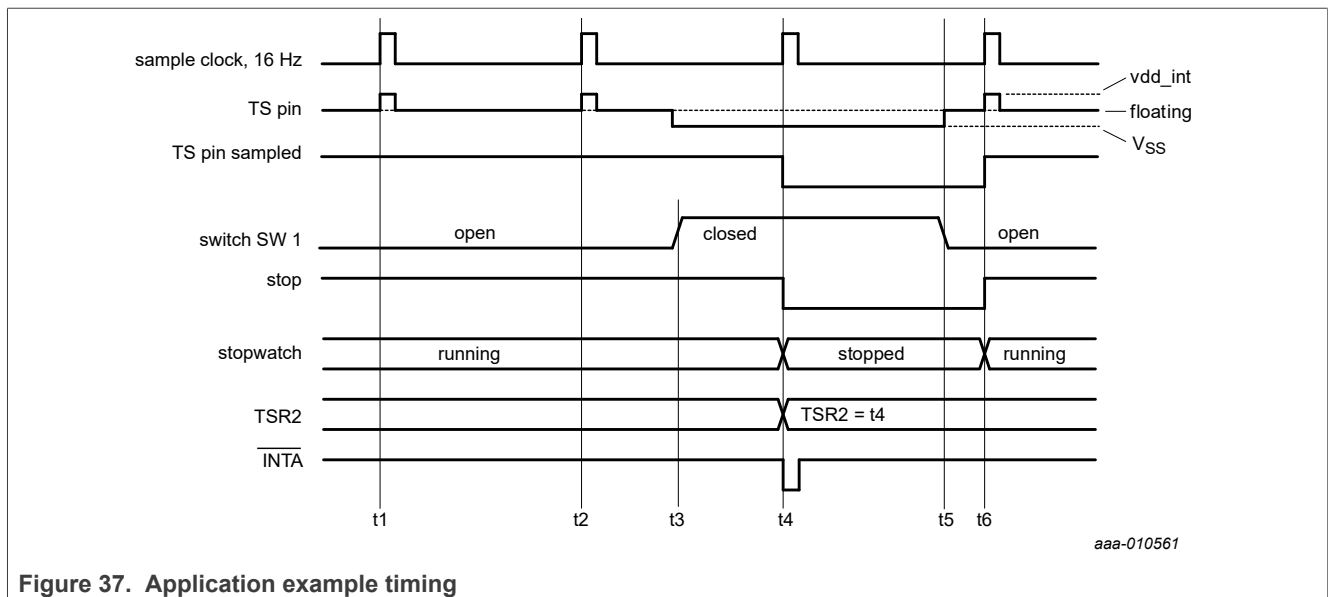 sample clock, 16 Hz
vdd_int
TS pin
floating
VSS
TS pin sampled
switch SW 1
open
closed
open
stop
stopwatch
running
stopped
running
TSR2
TSR2 = t4
INTA
t1
t2
t3
t4
t5
t6
aaa-010561
Figure 37. Application example timing